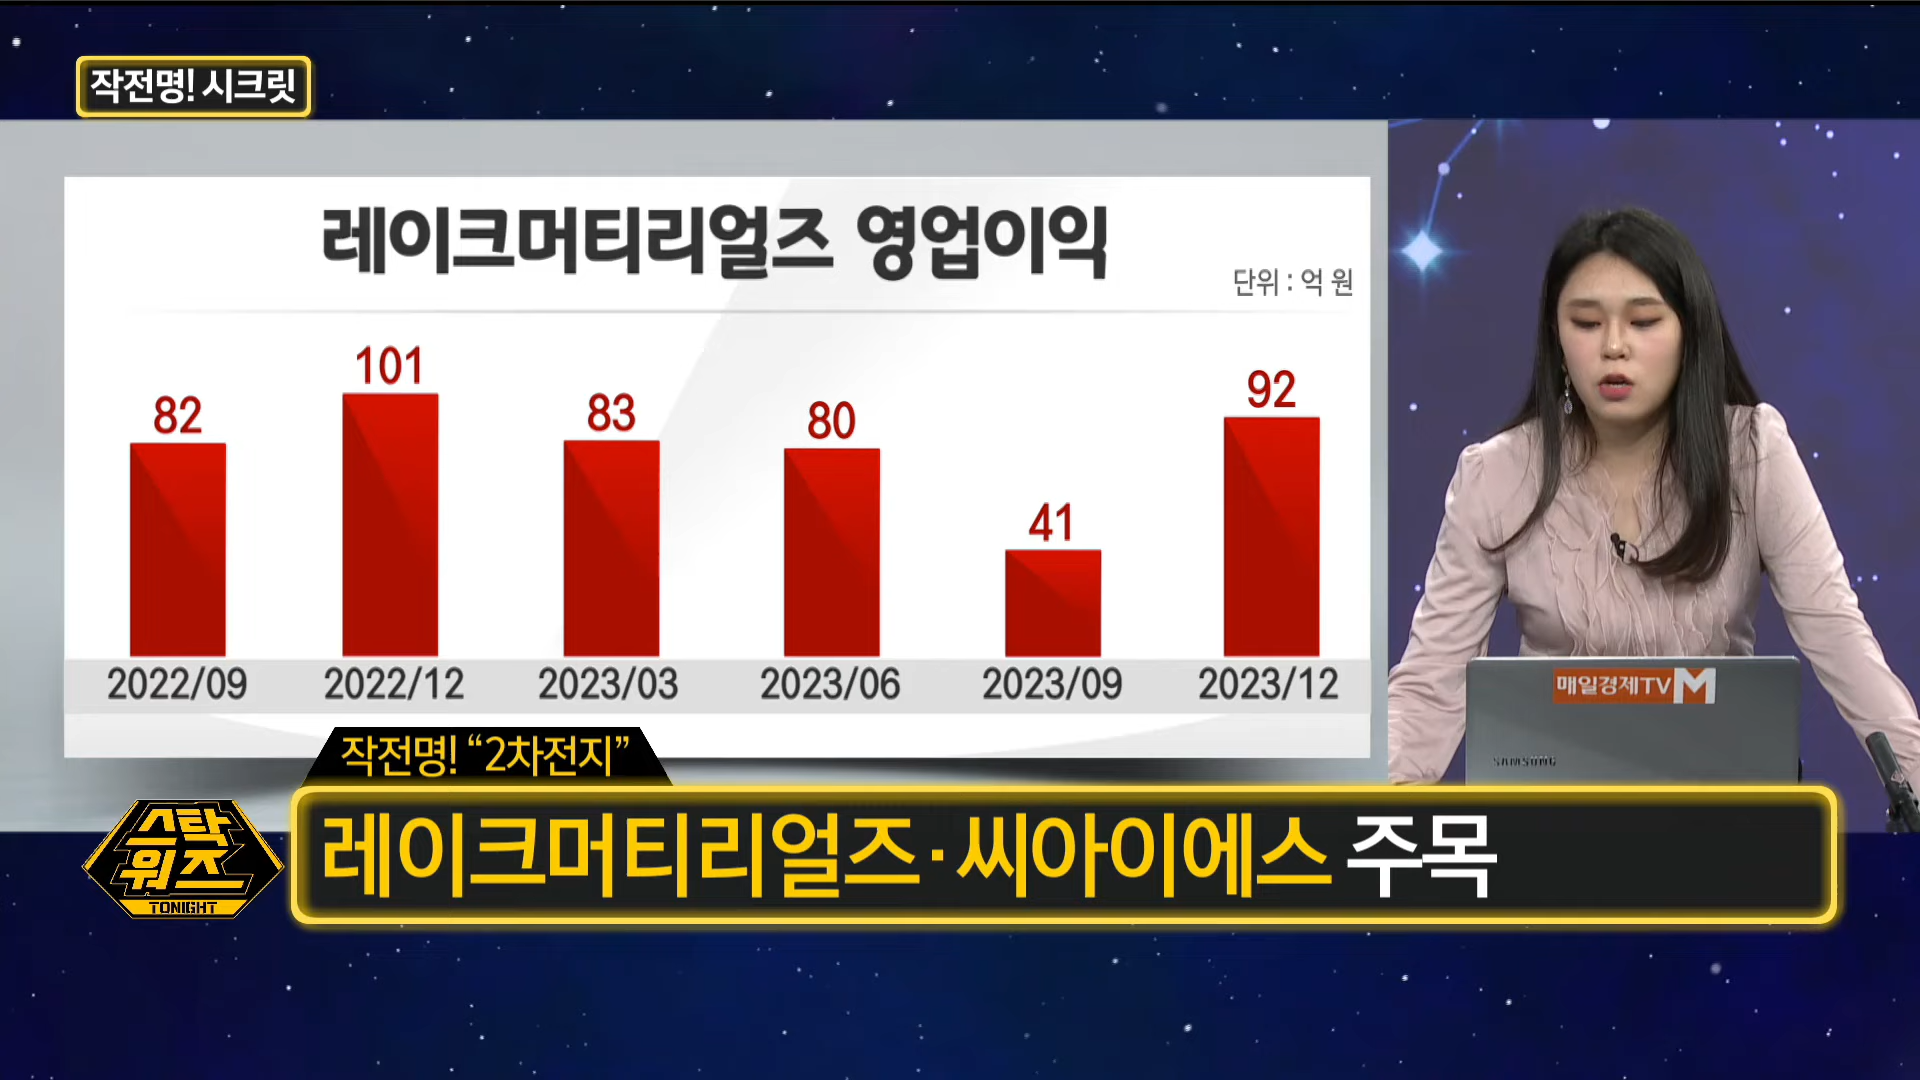 작전명! 시크릿
레이크머티리얼즈 영업이익
단위 : 억 원
82
101
83
80
41
92
2022/09
2022/12
2023/03
2023/06
2023/09
2023/12
매일경제TV M
SAMSUNG
작전명! “2차전지”
스탁
워즈
TONIGHT
레이크머티리얼즈·씨아이에스 주목